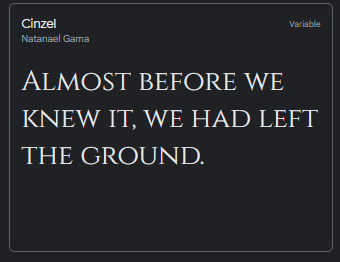 Cinzel
Variable
Natanael Gama
Almost before we
knew it, we had left
the ground.